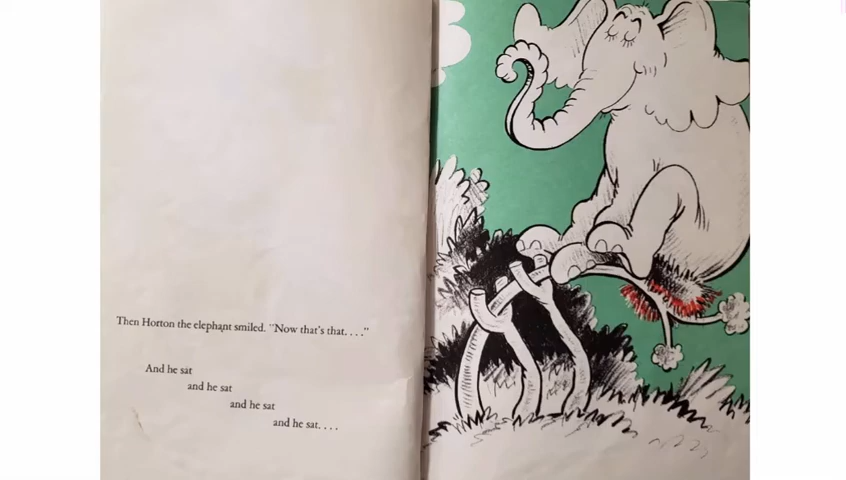 Then Horton the elephant smiled. "Now that's that. . . ."
And he sat
and he sat
and he sat
and he sat. . . .